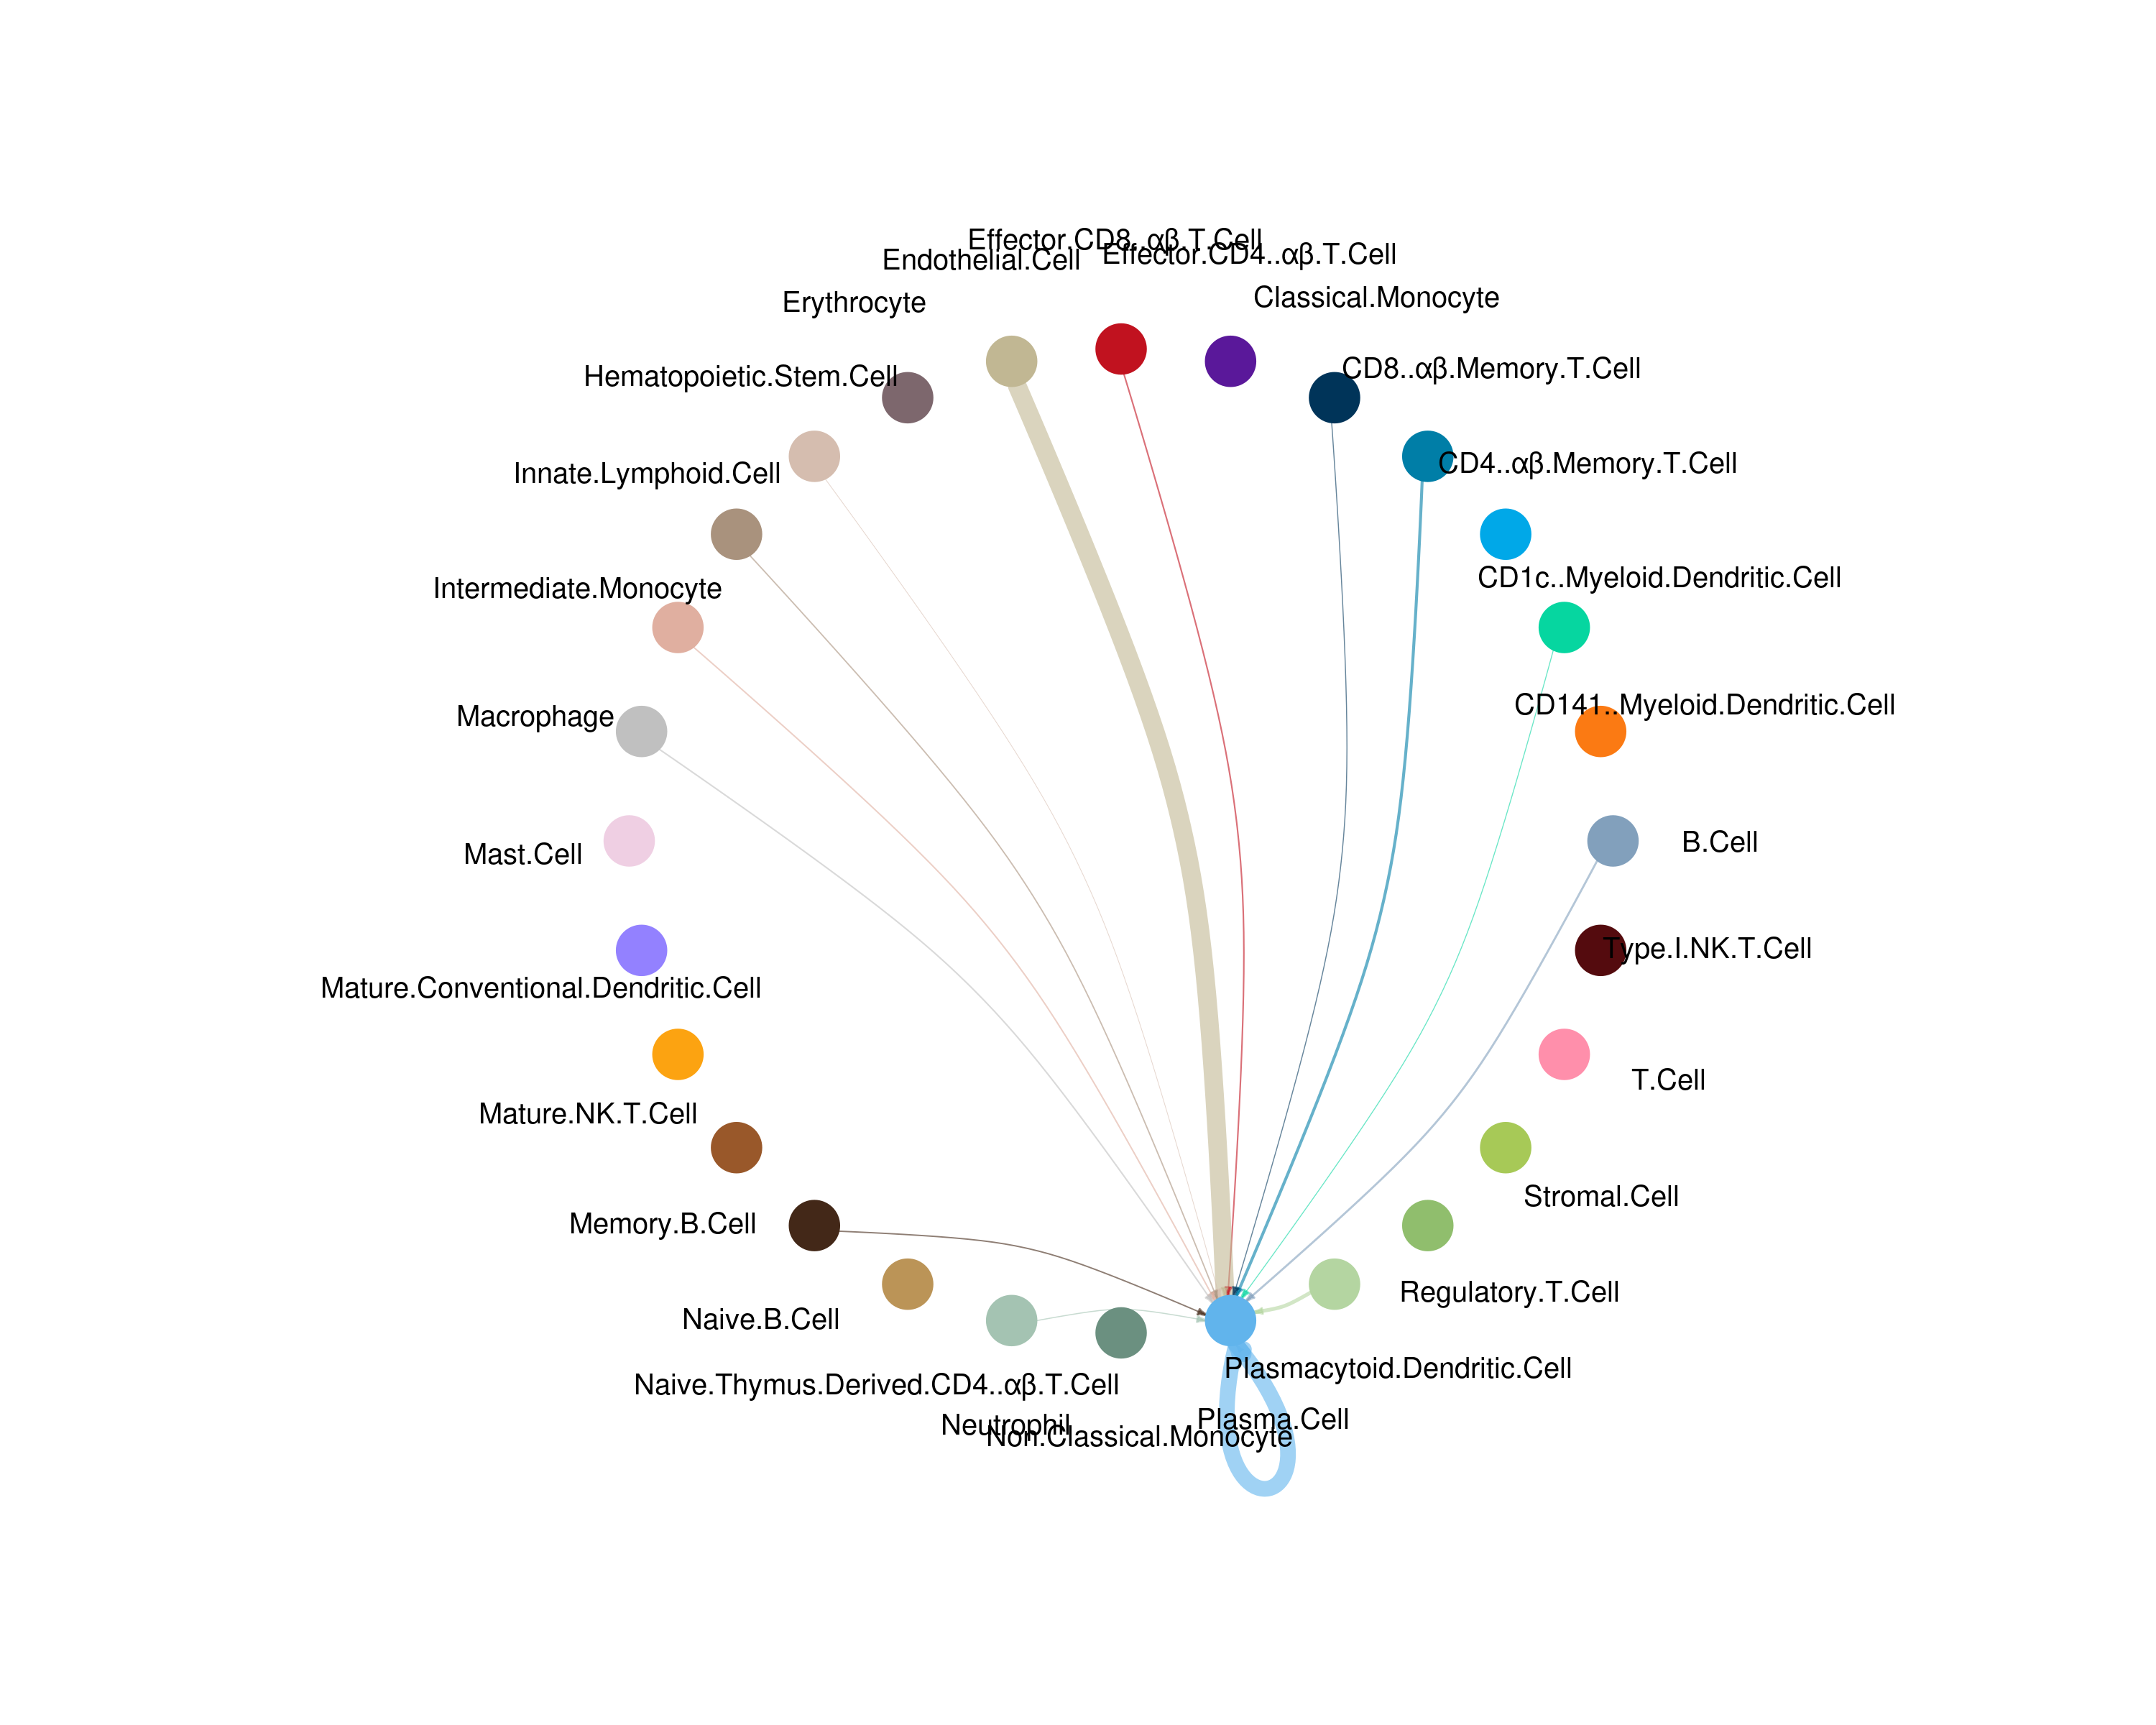 Effector.CD8..αβ.T.Cell
Effector.CD4..αβ.T.Cell
Endothelial.Cell
Classical.Monocyte
Erythrocyte
CD8..αβ.Memory.T.Cell
Hematopoietic.Stem.Cell
CD4..αβ.Memory.T.Cell
Innate.Lymphoid.Cell
CD1c..Myeloid.Dendritic.Cell
Intermediate.Monocyte
CD141..Myeloid.Dendritic.Cell
Macrophage
B.Cell
Mast.Cell
Type.I.NK.T.Cell
Mature.Conventional.Dendritic.Cell
T.Cell
Mature.NK.T.Cell
Stromal.Cell
Memory.B.Cell
Regulatory.T.Cell
Naive.B.Cell
Plasmacytoid.Dendritic.Cell
Naive.Thymus.Derived.CD4..αβ.T.Cell
Plasma.Cell
Neutrophil
Non.Classical.Monocyte